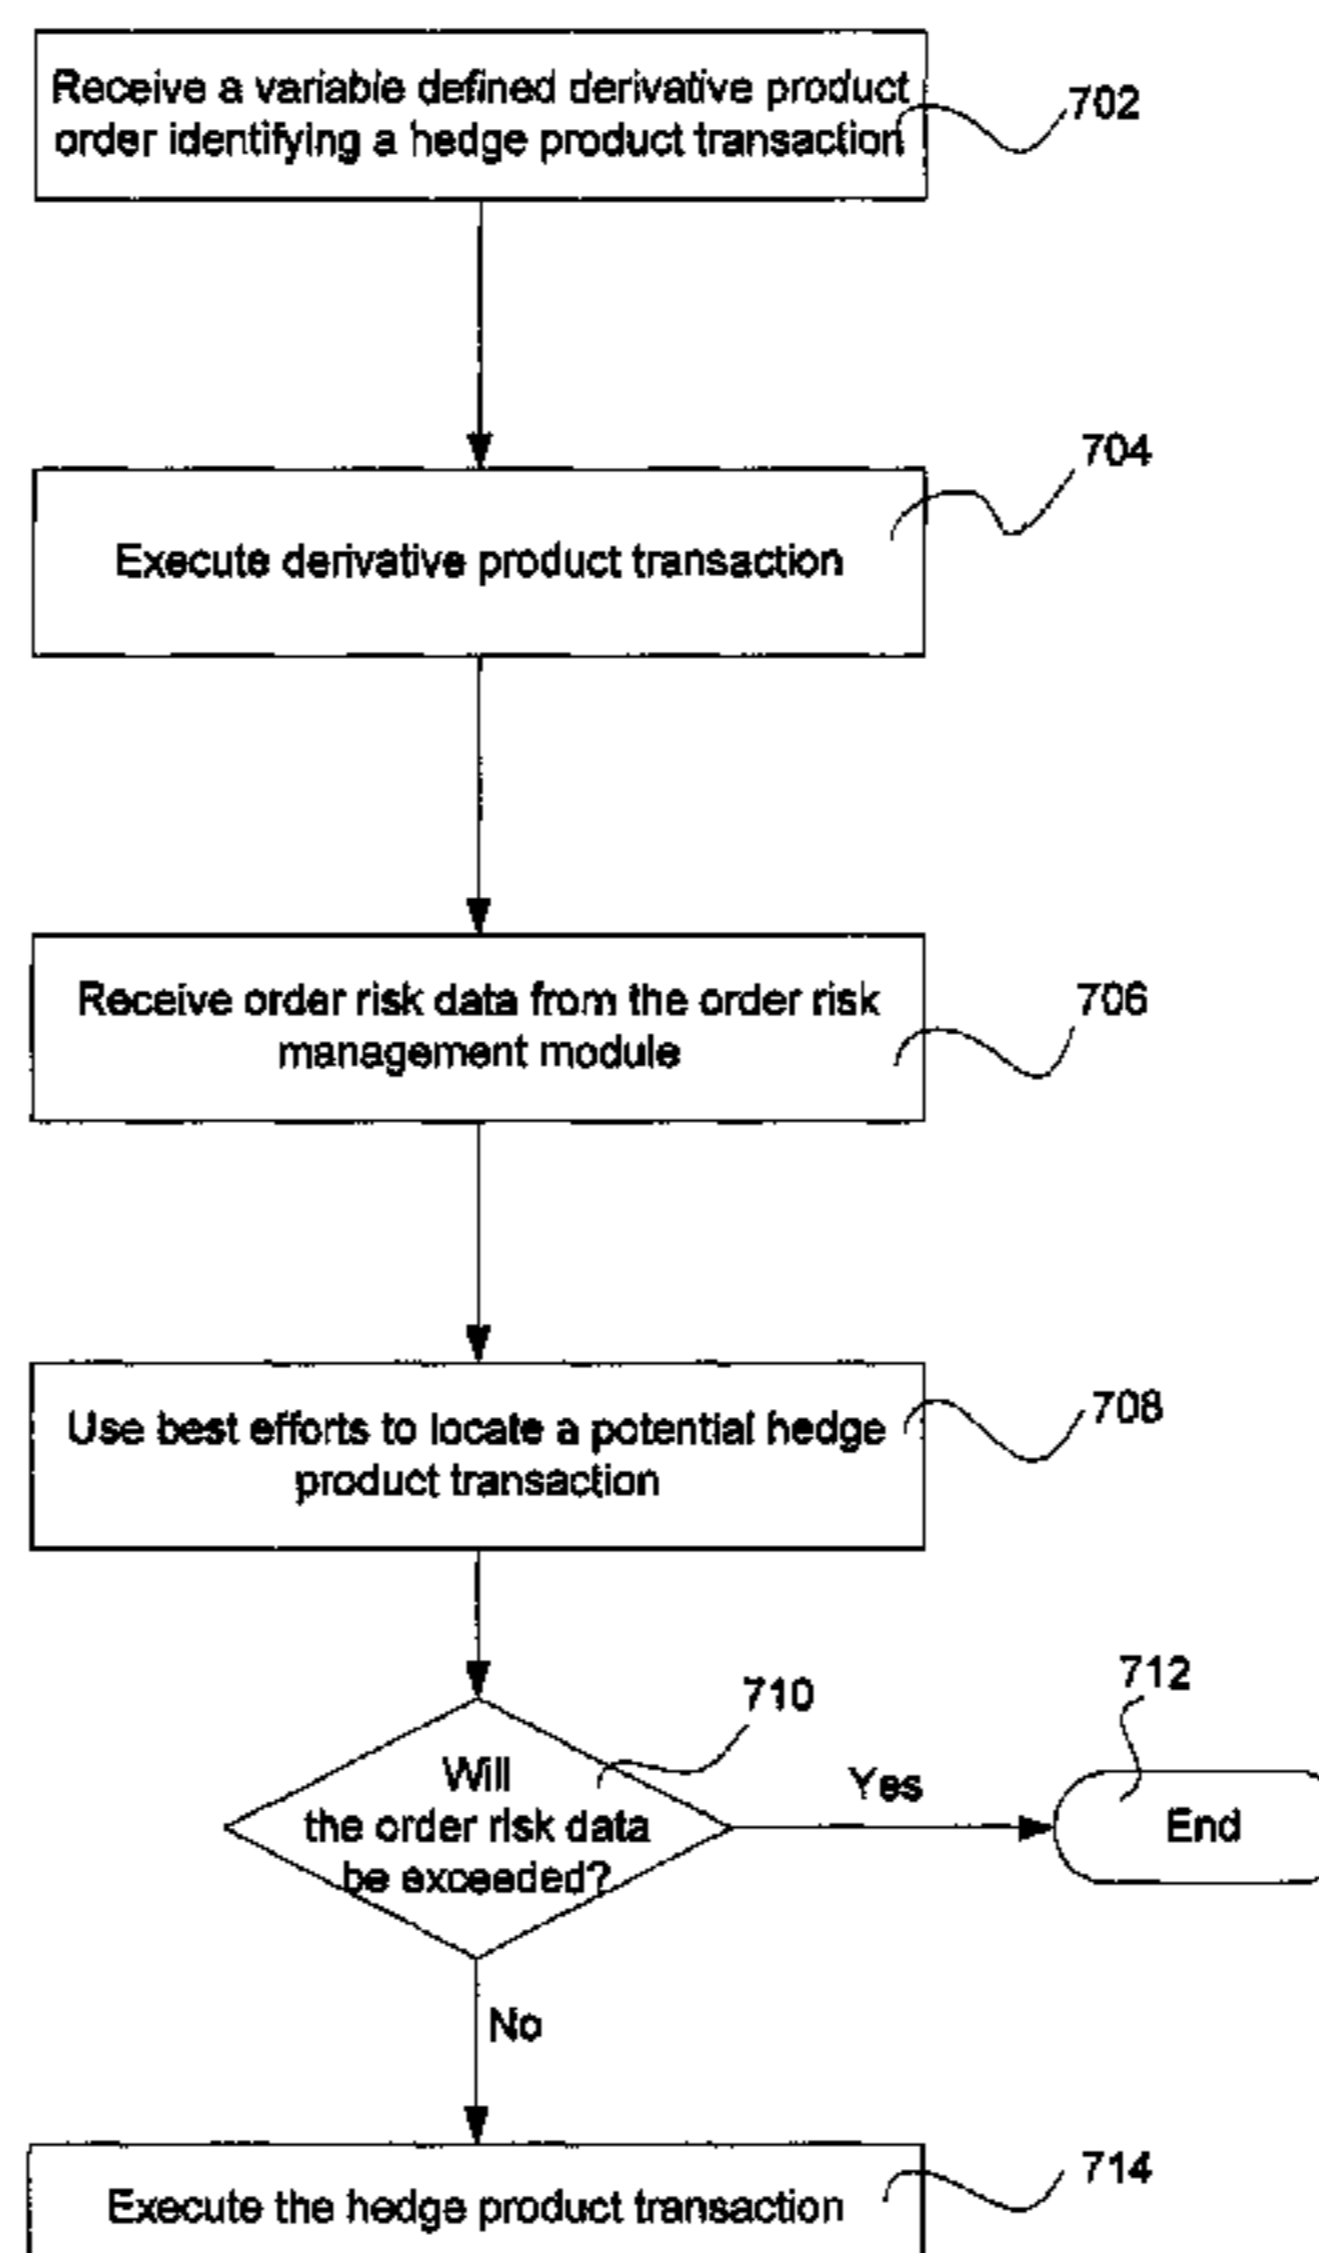 Receive a variable defined derivative product
order identifying a hedge product transaction
702
704
Execute derivative product transaction
Receive order risk data from the order risk
management module
706
Use best efforts to locate a potential hedge
product transaction
708
710
712
Will
the order risk data
be exceeded?
Yes
End
No
Execute the hedge product transaction
714